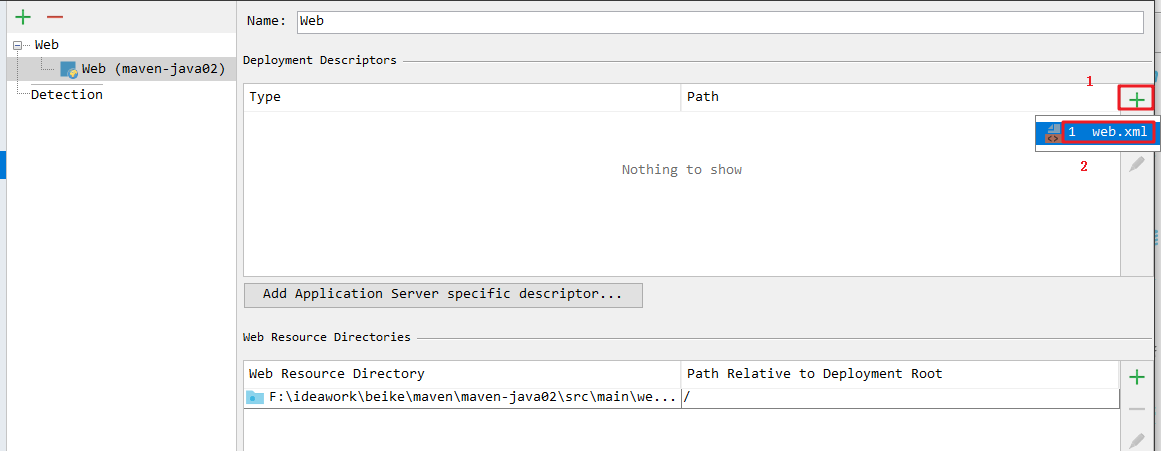 Name: Web
Web
Web (maven-java02)
Detection
Deployment Descriptors
Type Path
1
1 web.xml
2
Nothing to show
Add Application Server specific descriptor...
Web Resource Directories
Web Resource Directory Path Relative to Deployment Root
F:\ideawork\beike\maven\maven-java02\src\main\we... /